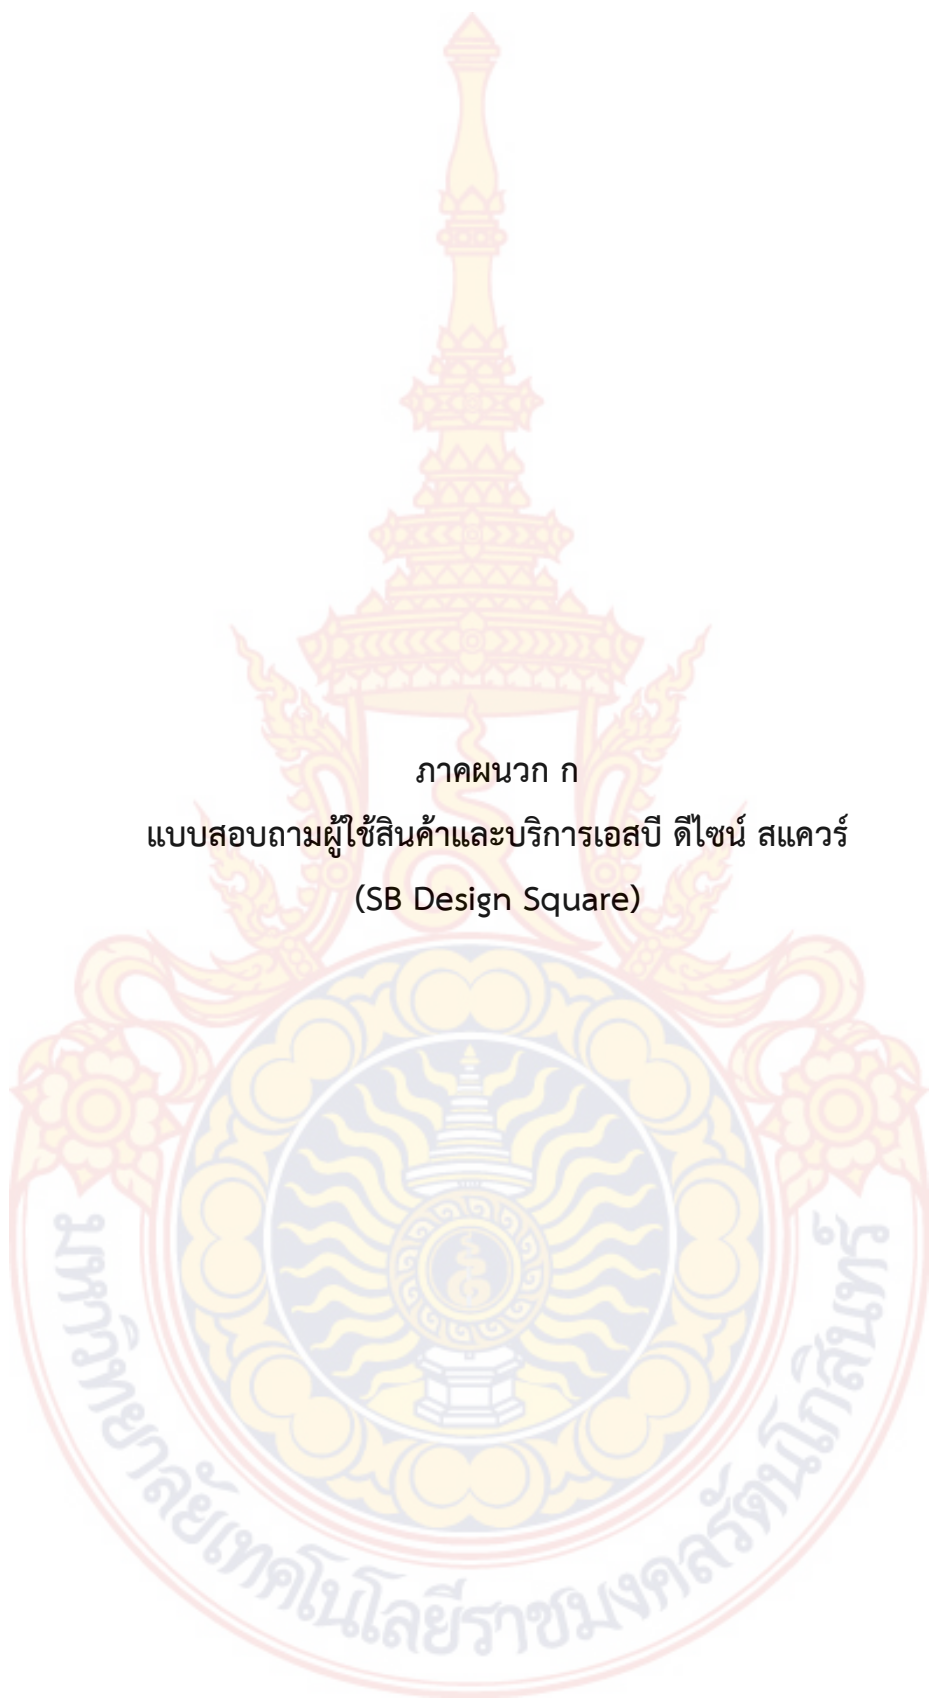 ภาคผนวก ก
แบบสอบถามผู้ใช้สินค้าและบริการเอสบี ดีไซน์ สแควร์
(SB Design Square)
มหาวิทยาลัยเทคโนโลยีราชมงคลรัตนโกสินทร์